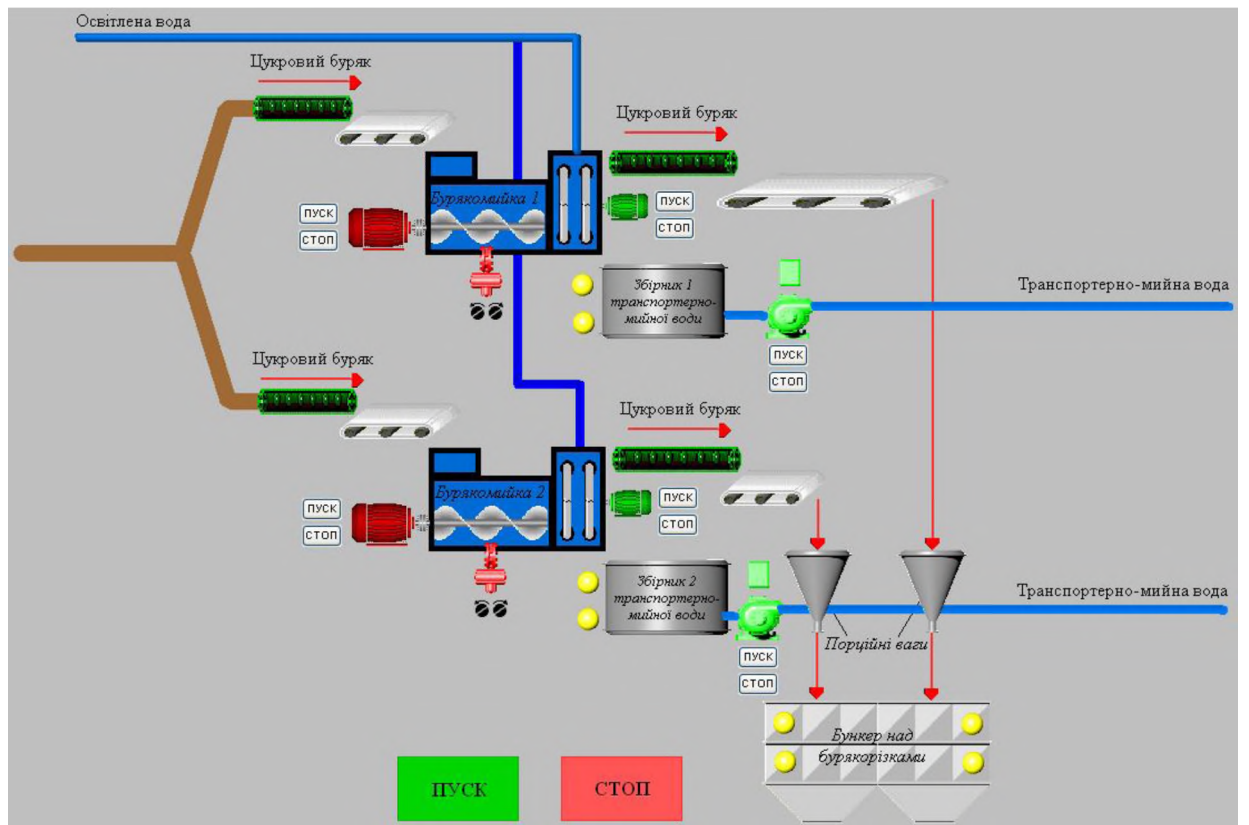 Освітлена вода
Цукровий буряк
Цукровий буряк
Бурякомийка 1
ПУСК
СТОП
ПУСК
СТОП
Збірник 1
транспортерно-
мийної води
Транспортерно-мийна вода
ПУСК
СТОП
Цукровий буряк
Цукровий буряк
Бурякомийка 2
ПУСК
СТОП
ПУСК
СТОП
Збірник 2
транспортерно-
мийної води
Транспортерно-мийна вода
Порційні ваги
ПУСК
СТОП
Бункер над
бурякорізками
ПУСК
СТОП